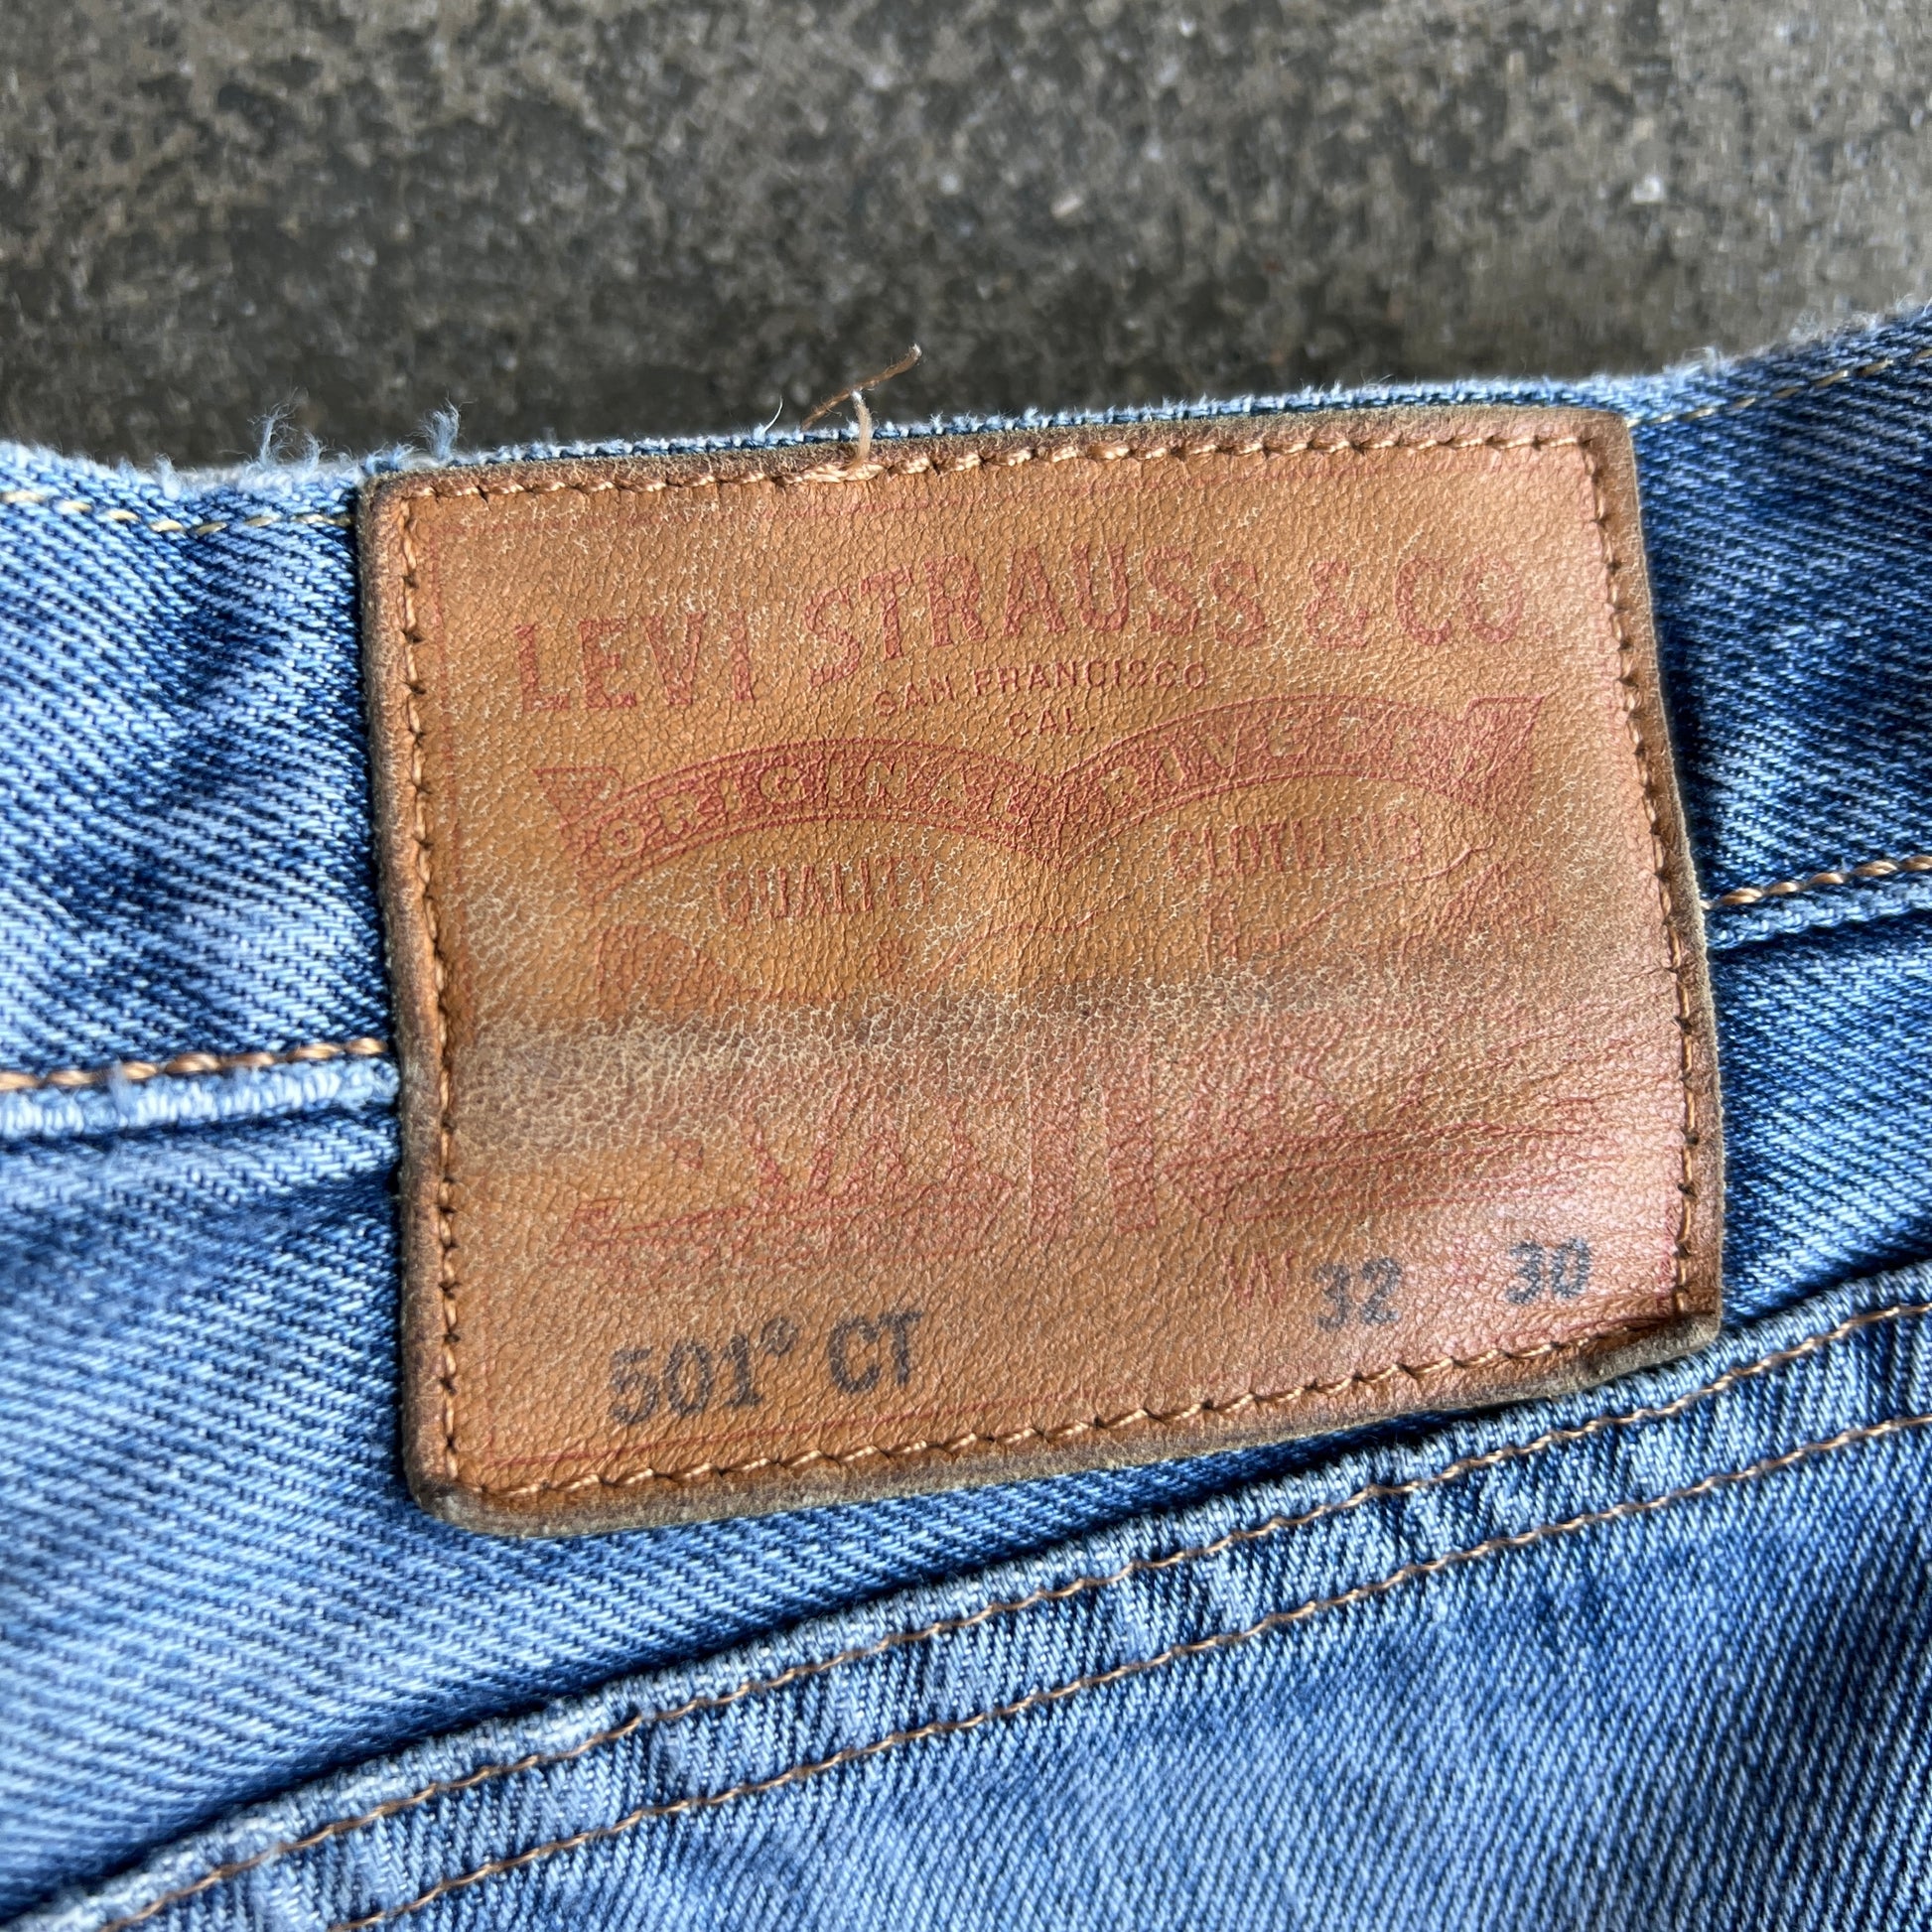 LEVI STRAUSS & CO
SAN FRANCISCO
CAL.
ORIGINAL RIVETED
QUALITY CLOTHING
W 32 30
501® CT